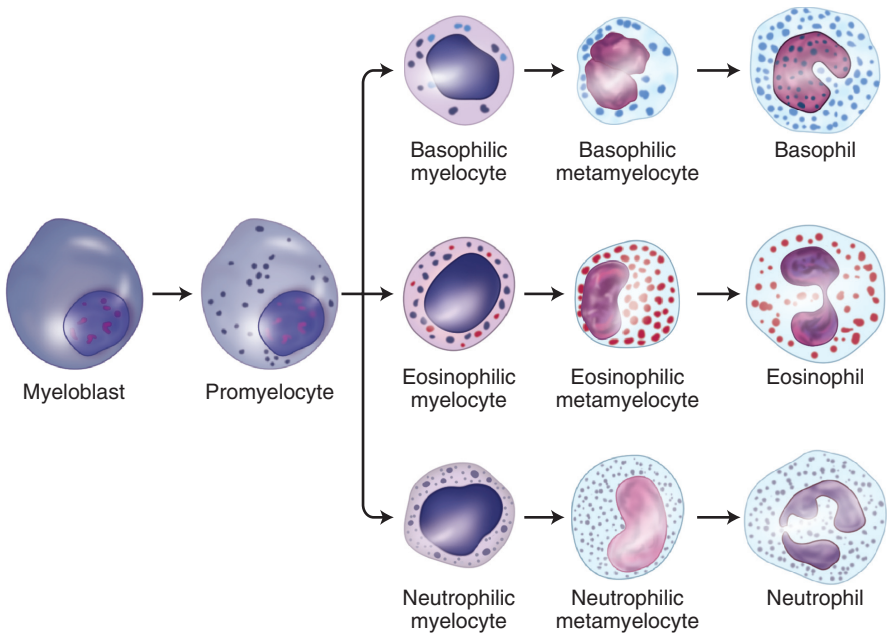 Basophilic
myelocyte
Basophilic
metamyelocyte
Basophil
Myeloblast
Promyelocyte
Eosinophilic
myelocyte
Eosinophilic
metamyelocyte
Eosinophil
Neutrophilic
myelocyte
Neutrophilic
metamyelocyte
Neutrophil